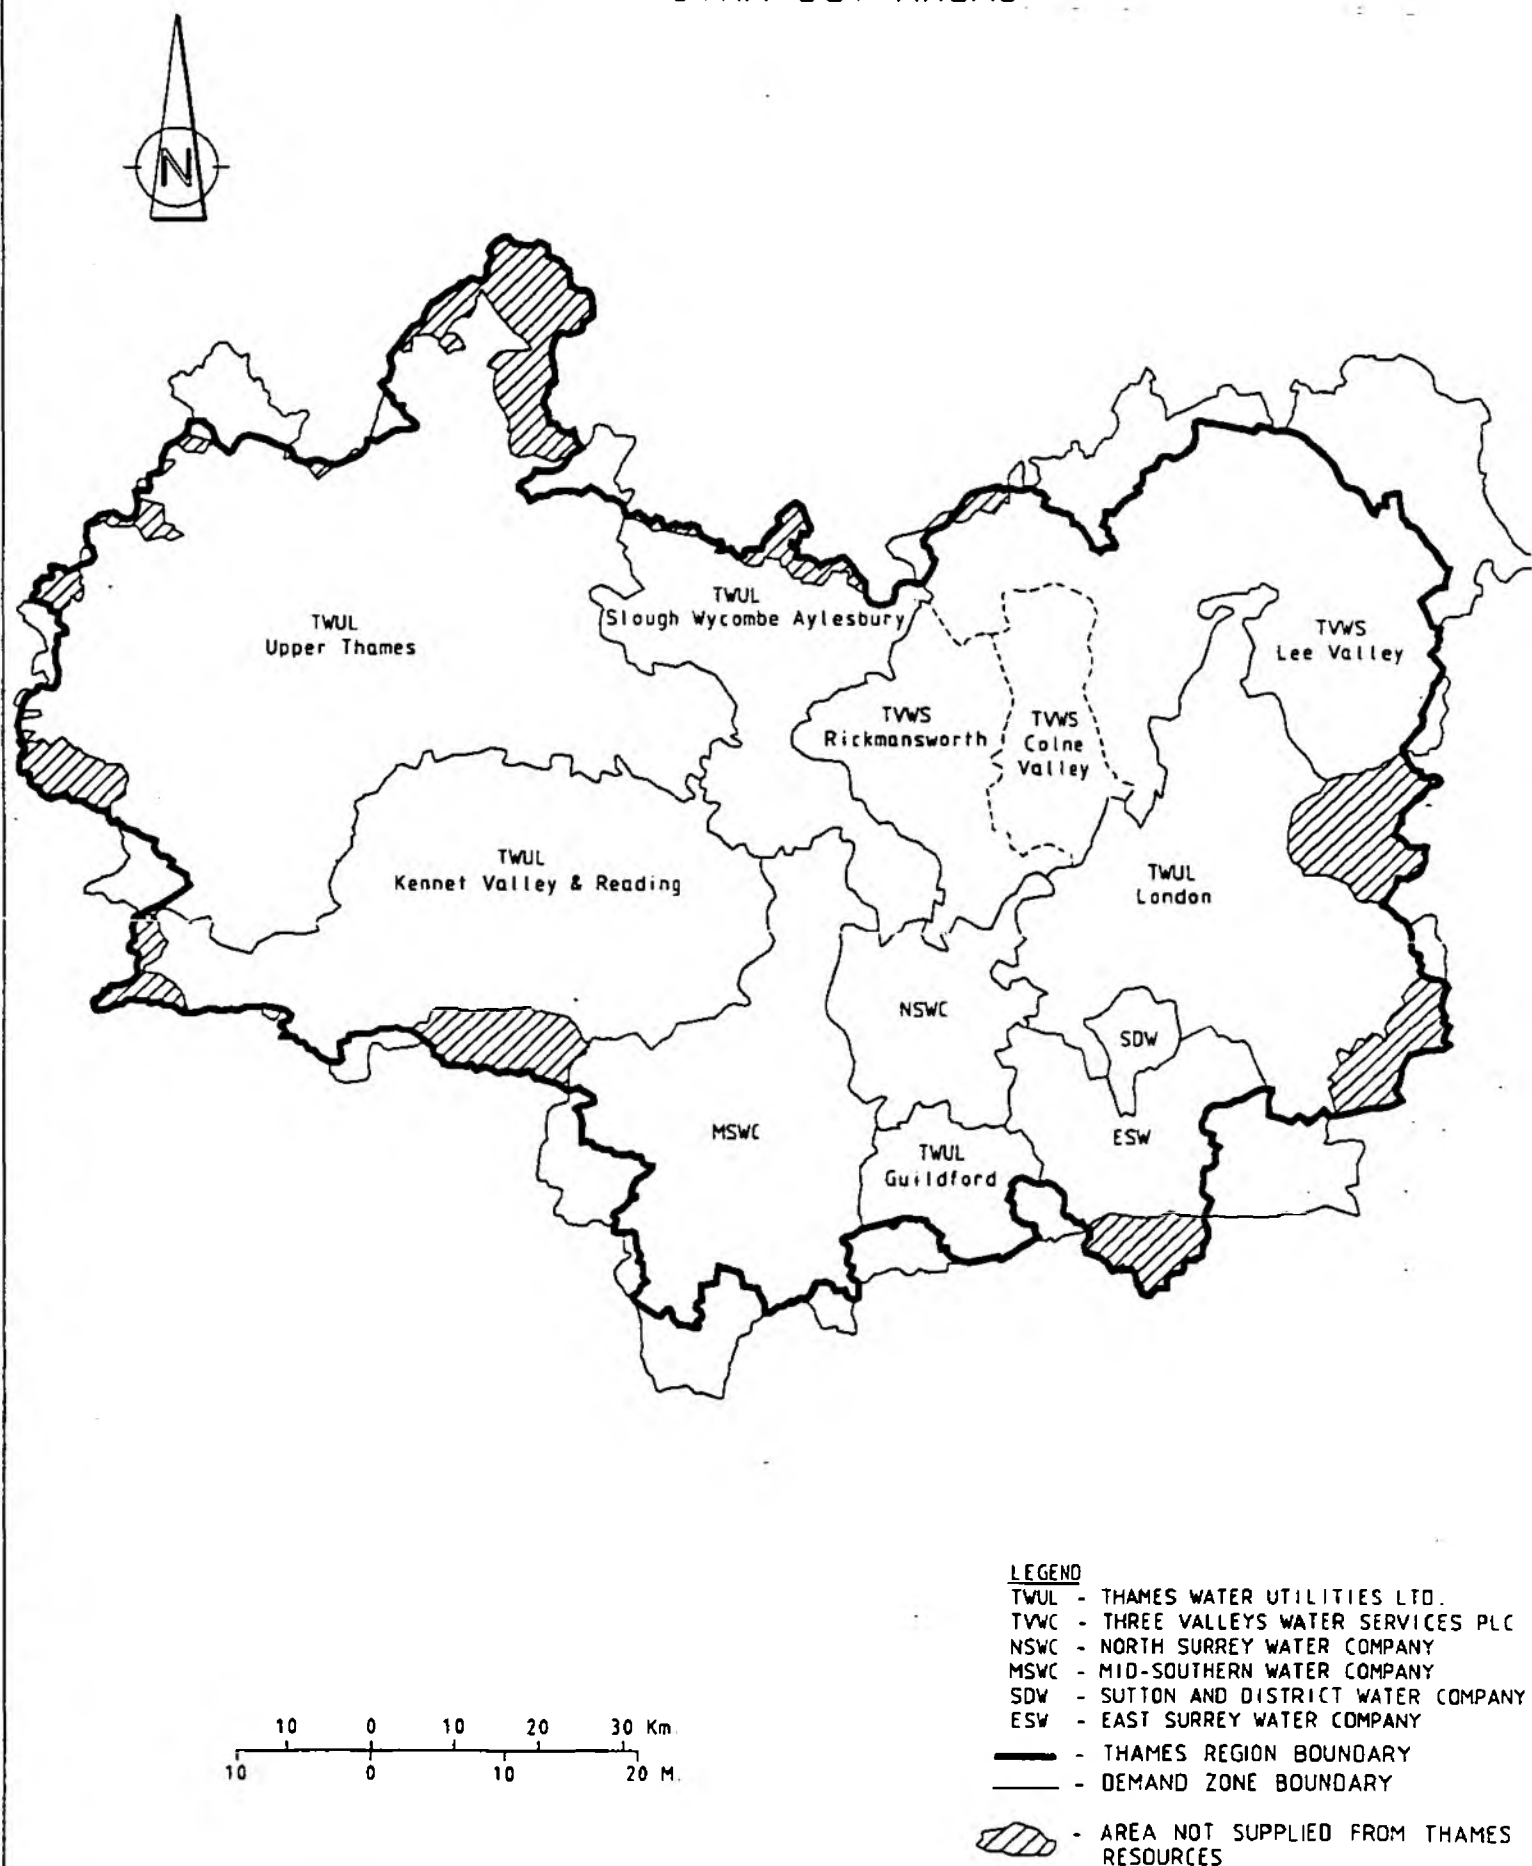 N
TWUL
Upper Thames
TWUL
Slough Wycombe Aylesbury
TVWS
Lee Valley
TVWS
Rickmansworth
TVWS
Colne
Valley
TWUL
Kennet Valley & Reading
TWUL
London
NSWC
SDW
MSWC
ESW
TWUL
Guildford
LEGEND
TWUL - THAMES WATER UTILITIES LTD.
TVWC - THREE VALLEYS WATER SERVICES PLC
NSWC - NORTH SURREY WATER COMPANY
MSWC - MID-SOUTHERN WATER COMPANY
SDW - SUTTON AND DISTRICT WATER COMPANY
ESW - EAST SURREY WATER COMPANY
- THAMES REGION BOUNDARY
- DEMAND ZONE BOUNDARY
- AREA NOT SUPPLIED FROM THAMES
RESOURCES
10 0 10 20 30 Km.
10 0 10 20 M.